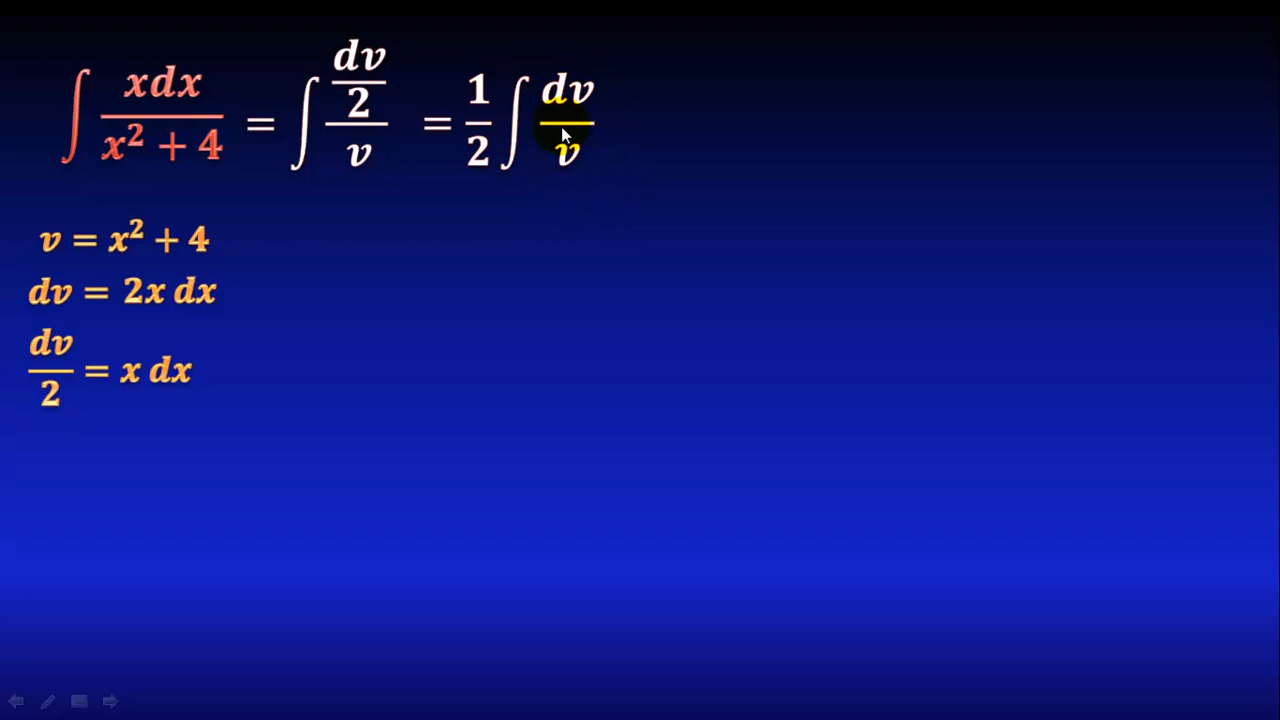 ∫ xdx / x² + 4 = ∫ dv/2 / v = 1/2 ∫ dv/v
v = x² + 4
dv = 2x dx
dv/2 = x dx